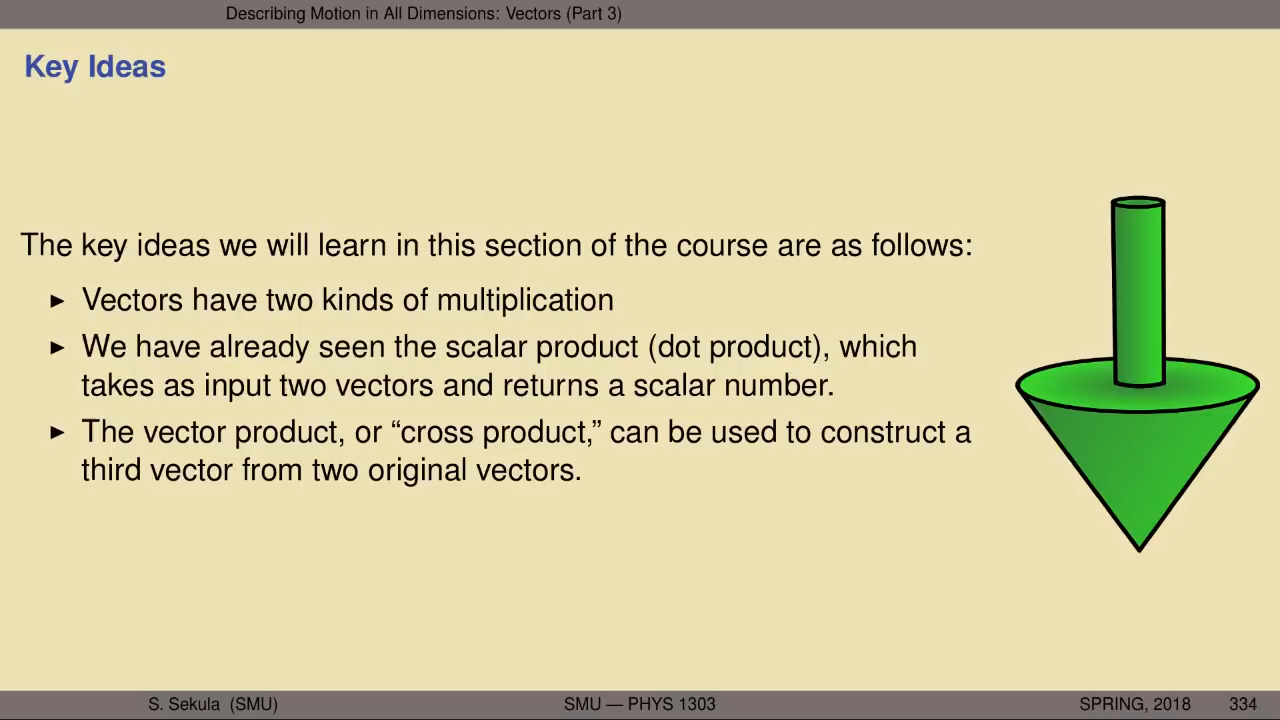 Describing Motion in All Dimensions: Vectors (Part 3)
Key Ideas
The key ideas we will learn in this section of the course are as follows:
▶ Vectors have two kinds of multiplication
▶ We have already seen the scalar product (dot product), which
takes as input two vectors and returns a scalar number.
▶ The vector product, or “cross product,” can be used to construct a
third vector from two original vectors.
S. Sekula (SMU) SMU — PHYS 1303 SPRING, 2018 334